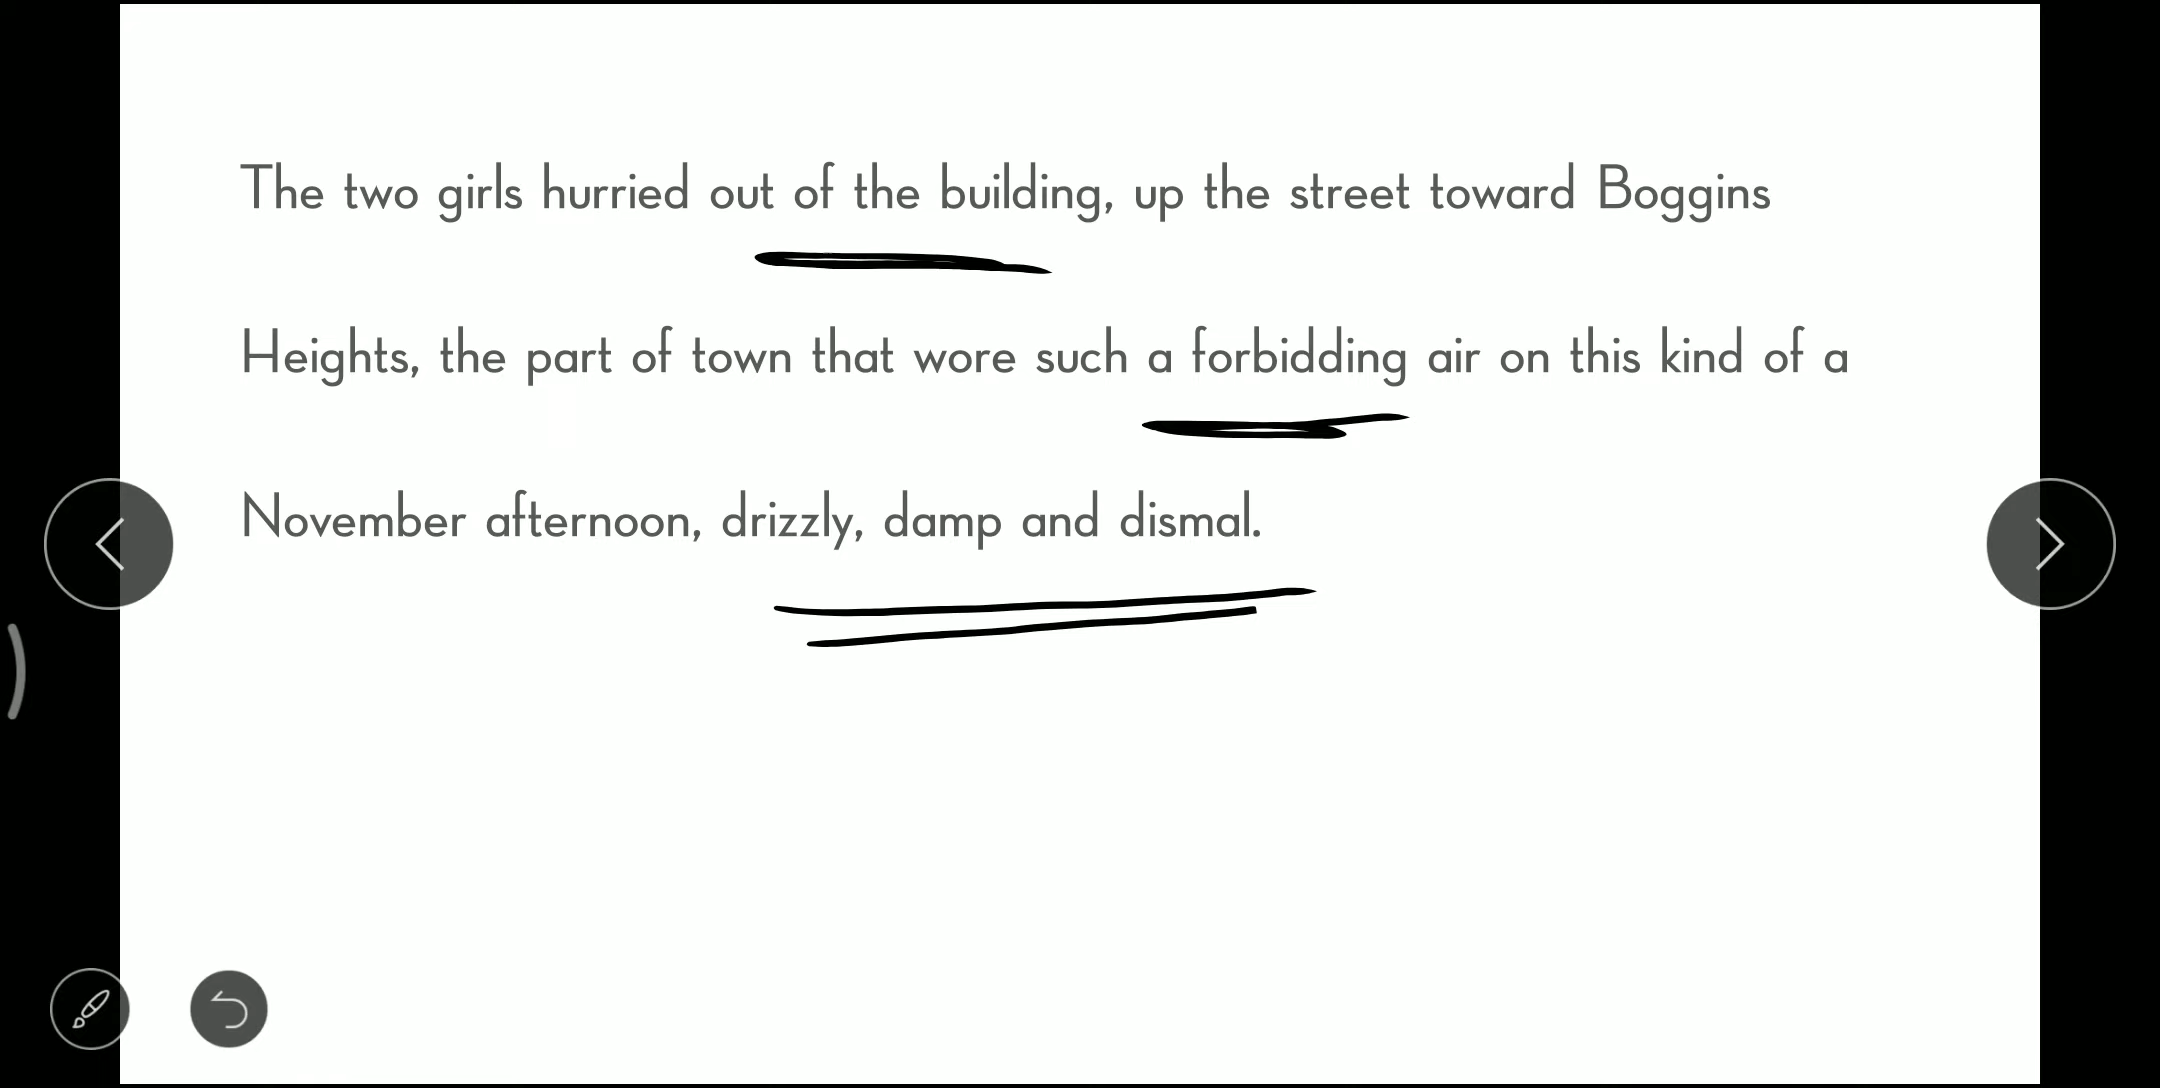 The two girls hurried out of the building, up the street toward Boggins
Heights, the part of town that wore such a forbidding air on this kind of a
November afternoon, drizzly, damp and dismal.